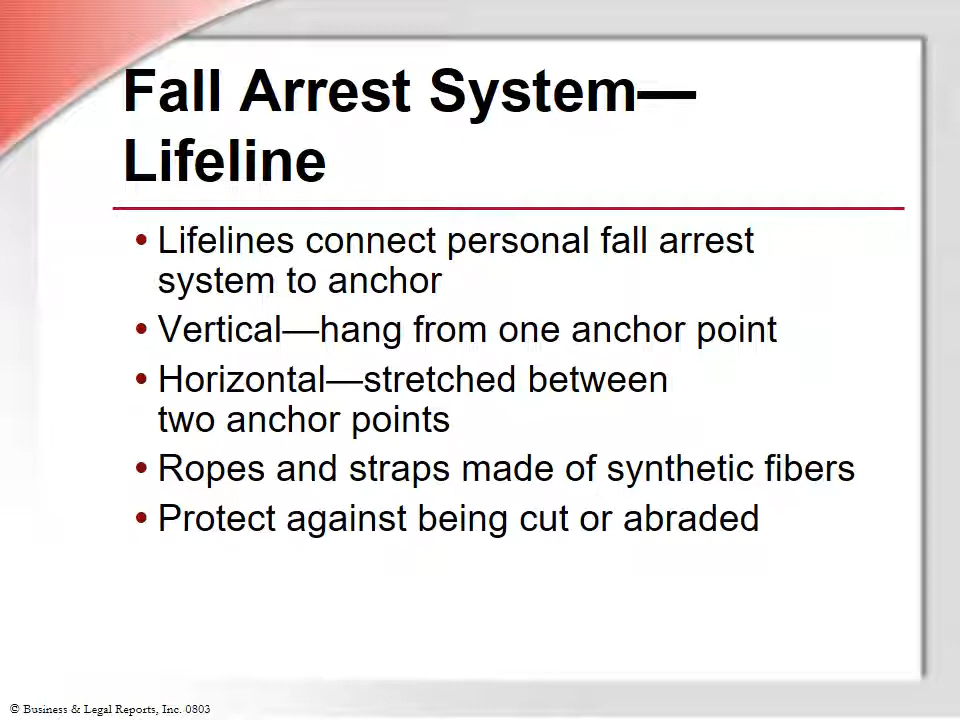 Fall Arrest System—
Lifeline
• Lifelines connect personal fall arrest
system to anchor
• Vertical—hang from one anchor point
• Horizontal—stretched between
two anchor points
• Ropes and straps made of synthetic fibers
• Protect against being cut or abraded
© Business & Legal Reports, Inc. 0803